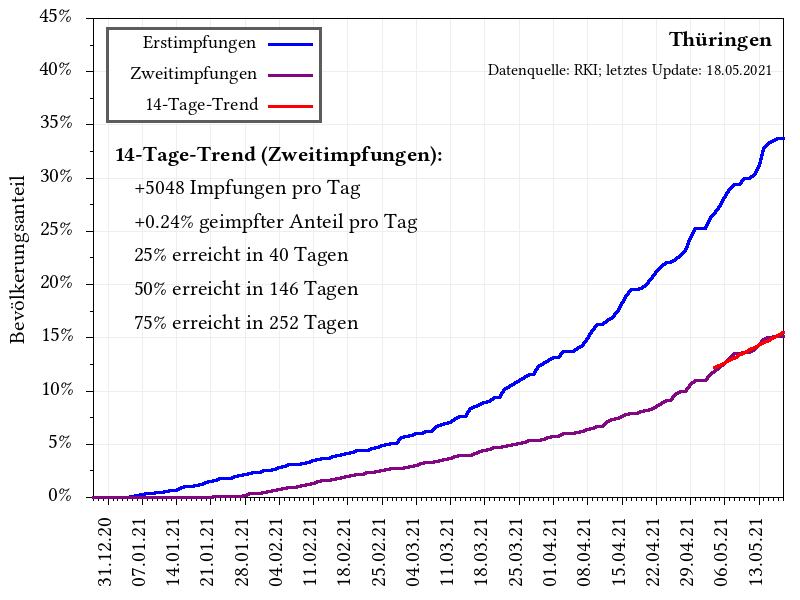 45%
40%
35%
30%
25%
20%
15%
10%
5%
0%
Bevölkerungsanteil
Erstimpfungen
Zweitimpfungen
14-Tage-Trend
Thüringen
Datenquelle: RKI; letztes Update: 18.05.2021
14-Tage-Trend (Zweitimpfungen):
+5048 Impfungen pro Tag
+0.24% geimpfter Anteil pro Tag
25% erreicht in 40 Tagen
50% erreicht in 146 Tagen
75% erreicht in 252 Tagen
31.12.20
07.01.21
14.01.21
21.01.21
28.01.21
04.02.21
11.02.21
18.02.21
25.02.21
04.03.21
11.03.21
18.03.21
25.03.21
01.04.21
08.04.21
15.04.21
22.04.21
29.04.21
06.05.21
13.05.21